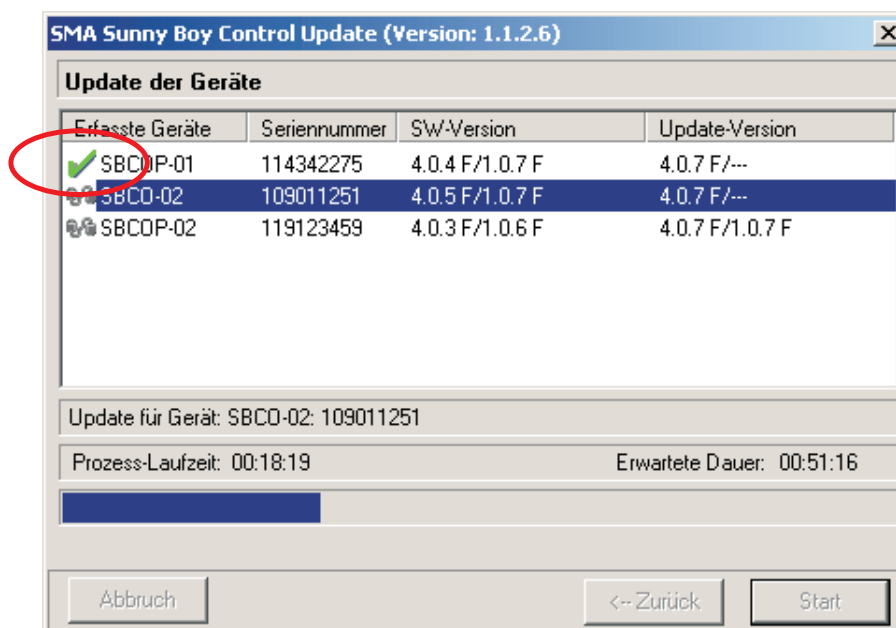 SMA Sunny Boy Control Update (Version: 1.1.2.6)
Update der Geräte
Erfasste Geräte Seriennummer SW-Version Update-Version
SBCOP-01 114342275 4.0.4 F/1.0.7 F 4.0.7 F/---
SBCO-02 109011251 4.0.5 F/1.0.7 F 4.0.7 F/---
SBCOP-02 119123459 4.0.3 F/1.0.6 F 4.0.7 F/1.0.7 F
Update für Gerät: SBCO-02: 109011251
Prozess-Laufzeit: 00:18:19 Erwartete Dauer: 00:51:16
Abbruch <-- Zurück Start